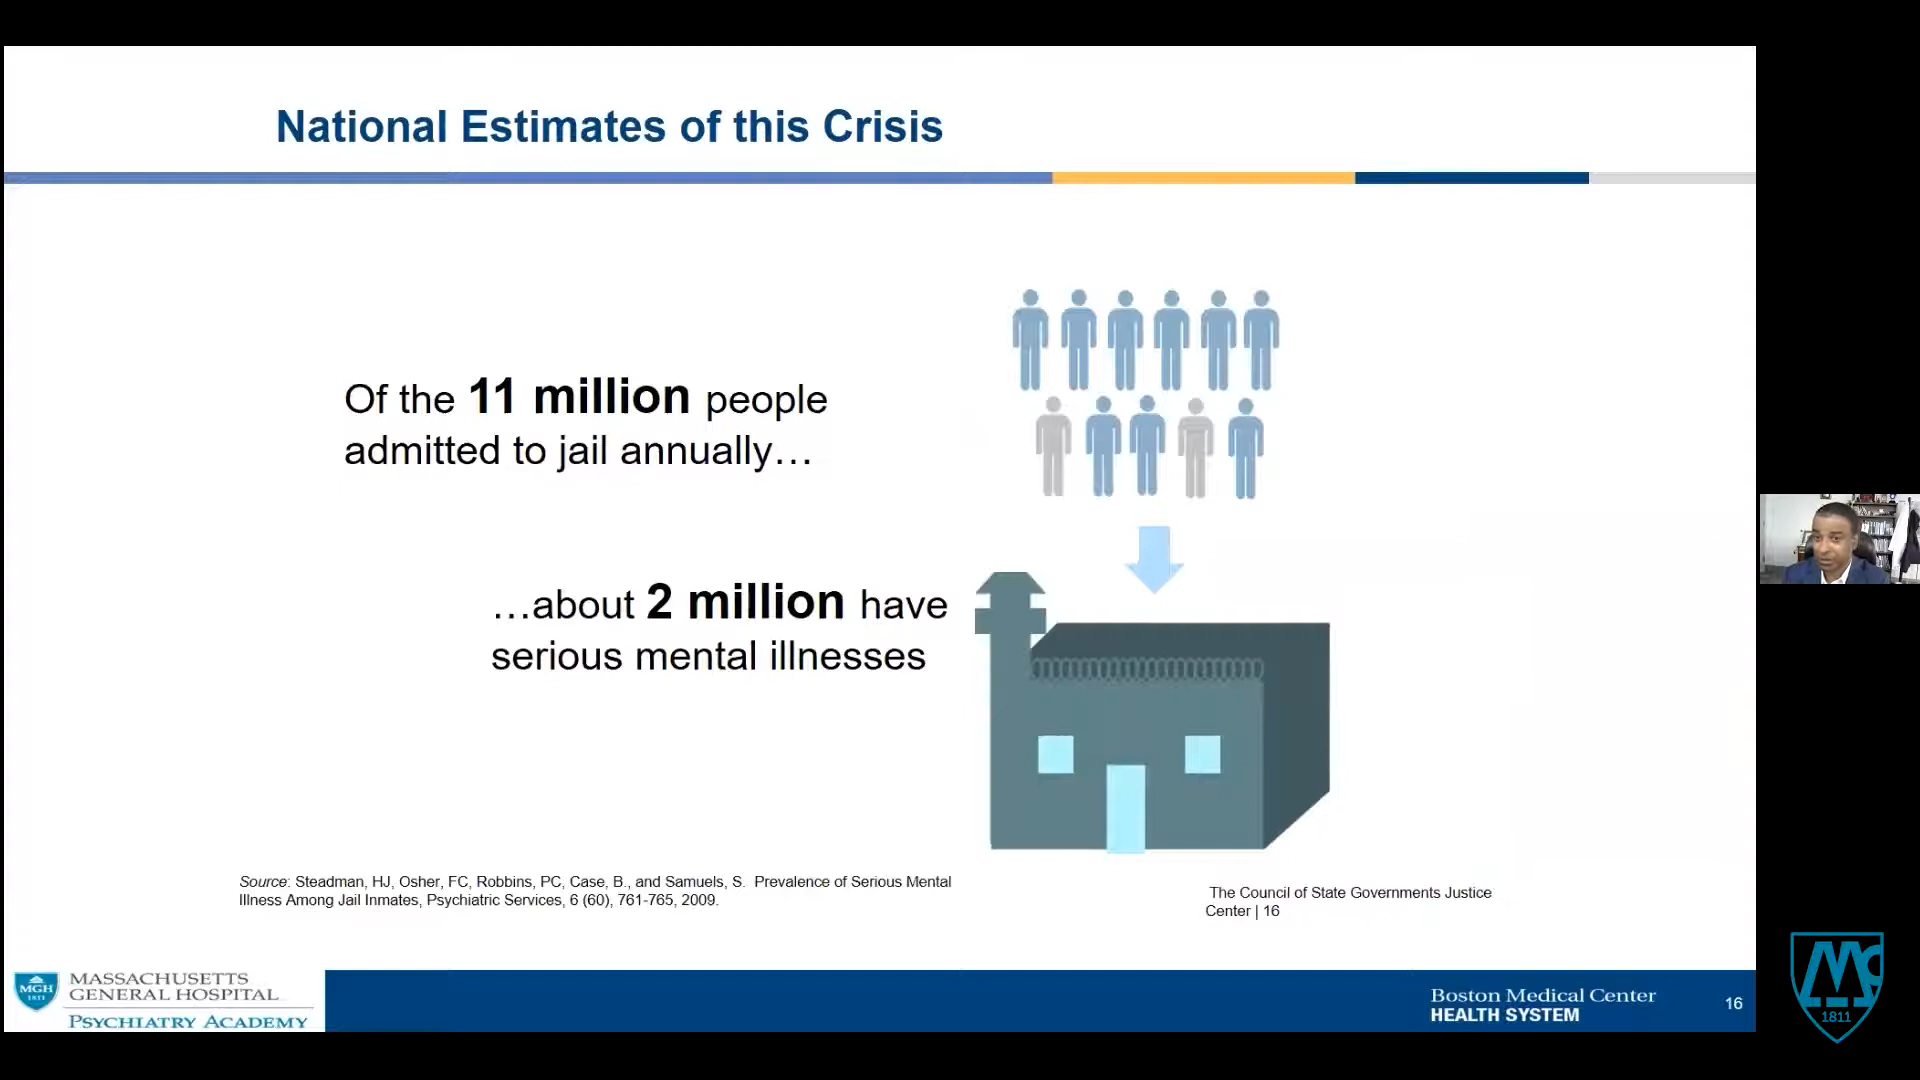 National Estimates of this Crisis
Of the 11 million people
admitted to jail annually…
…about 2 million have
serious mental illnesses
Source: Steadman, HJ, Osher, FC, Robbins, PC, Case, B., and Samuels, S. Prevalence of Serious Mental
Illness Among Jail Inmates, Psychiatric Services, 6 (60), 761-765, 2009.
The Council of State Governments Justice
Center | 16
MGH
1811
MASSACHUSETTS
GENERAL HOSPITAL
PSYCHIATRY ACADEMY
Boston Medical Center
HEALTH SYSTEM
16
1811